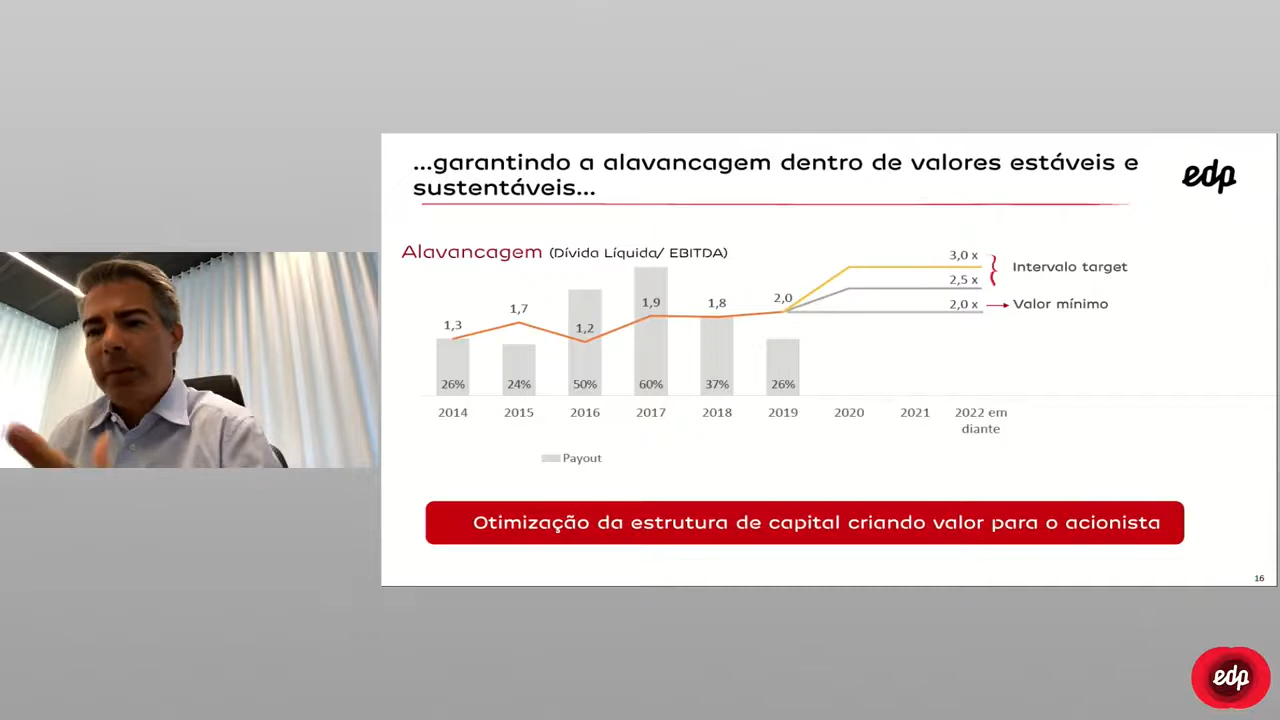 ...garantindo a alavancagem dentro de valores estáveis e
sustentáveis...
edp
Alavancagem (Dívida Líquida/ EBITDA)
3,0 x
Intervalo target
2,5 x
2,0 x
Valor mínimo
1,3
1,7
1,2
1,9
1,8
2,0
26%
24%
50%
60%
37%
26%
2014
2015
2016
2017
2018
2019
2020
2021
2022 em
diante
Payout
Otimização da estrutura de capital criando valor para o acionista
16
edp